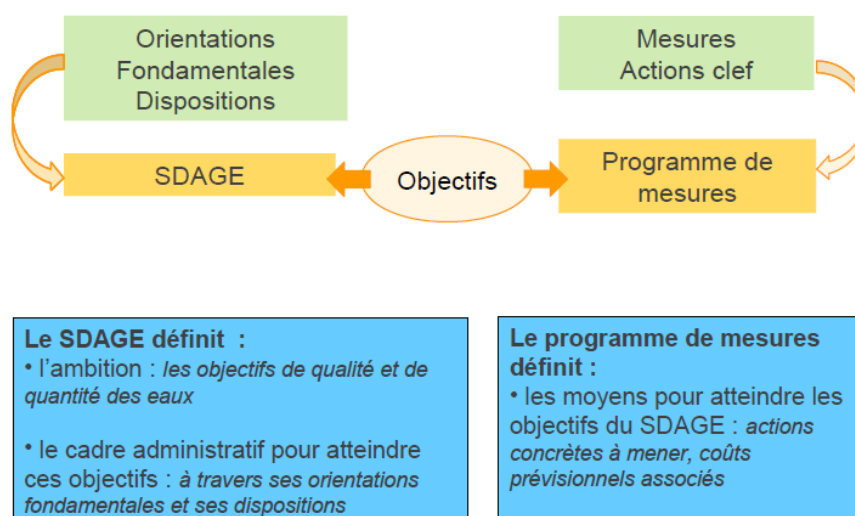 Orientations
Fondamentales
Dispositions
Mesures
Actions clef
SDAGE
Objectifs
Programme de
mesures
Le SDAGE définit :
• l'ambition : les objectifs de qualité et de
quantité des eaux
• le cadre administratif pour atteindre
ces objectifs : à travers ses orientations
fondamentales et ses dispositions
Le programme de mesures
définit :
• les moyens pour atteindre les
objectifs du SDAGE : actions
concrètes à mener, coûts
prévisionnels associés